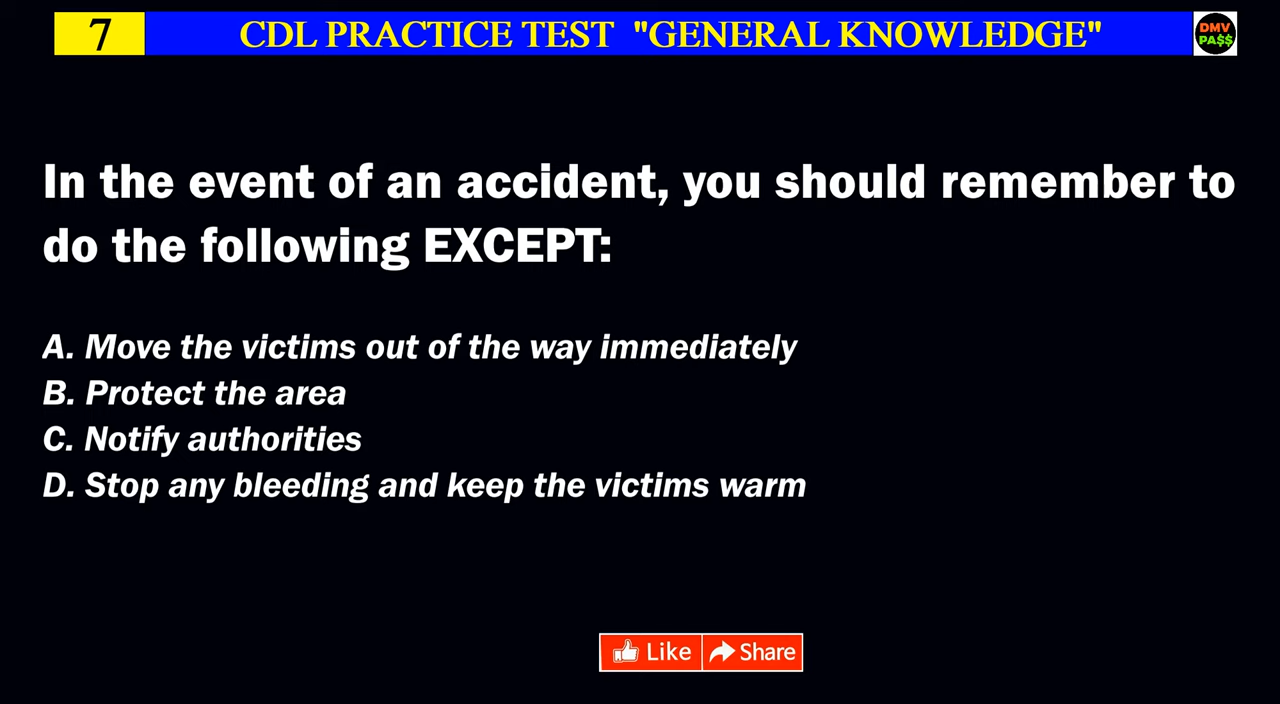 7
CDL PRACTICE TEST "GENERAL KNOWLEDGE"
DMV
PA$$
In the event of an accident, you should remember to
do the following EXCEPT:
A. Move the victims out of the way immediately
B. Protect the area
C. Notify authorities
D. Stop any bleeding and keep the victims warm
Like
Share